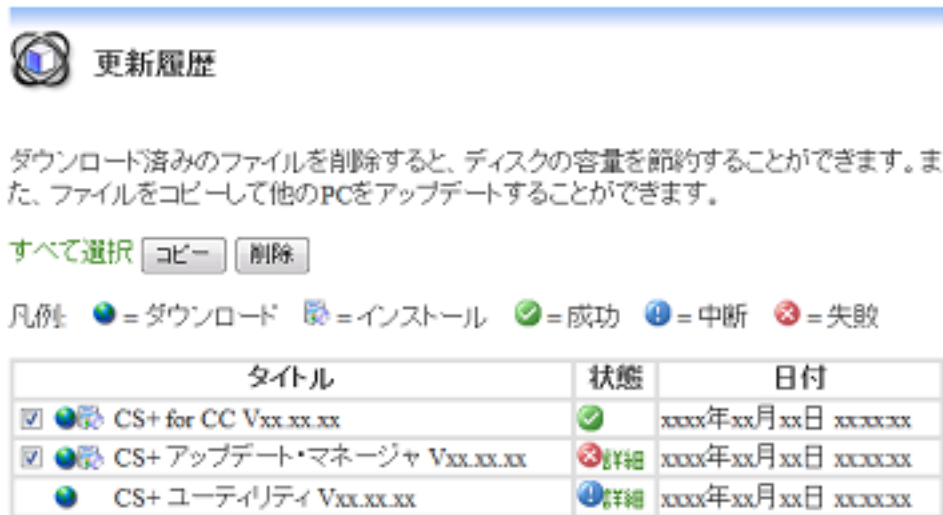 更新履歴
ダウンロード済みのファイルを削除すると、ディスクの容量を節約することができます。ま
た、ファイルをコピーして他のPCをアップデートすることができます。
すべて選択 コピー 削除
凡例: =ダウンロード =インストール =成功 =中断 =失敗
タイトル 状態 日付
CS+ for CC Vxx.xx.xx xxxx年xx月xx日 xx:xx:xx
CS+ アップデート・マネージャ Vxx.xx.xx 詳細 xxxx年xx月xx日 xx:xx:xx
CS+ ユーティリティ Vxx.xx.xx 詳細 xxxx年xx月xx日 xx:xx:xx